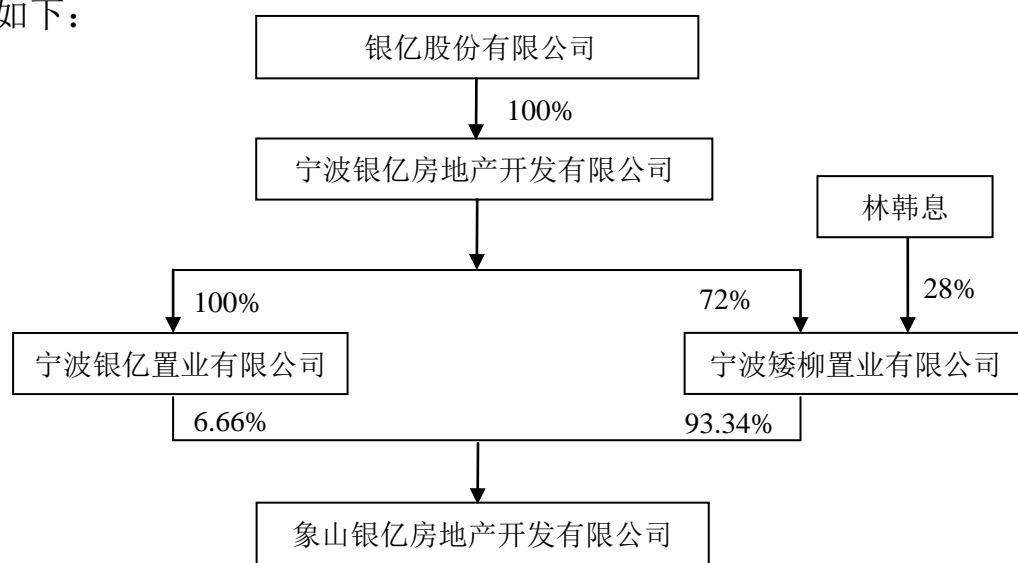 如下：
银亿股份有限公司
100%
宁波银亿房地产开发有限公司
林韩息
100%
72%
28%
宁波银亿置业有限公司
宁波矮柳置业有限公司
6.66%
93.34%
象山银亿房地产开发有限公司